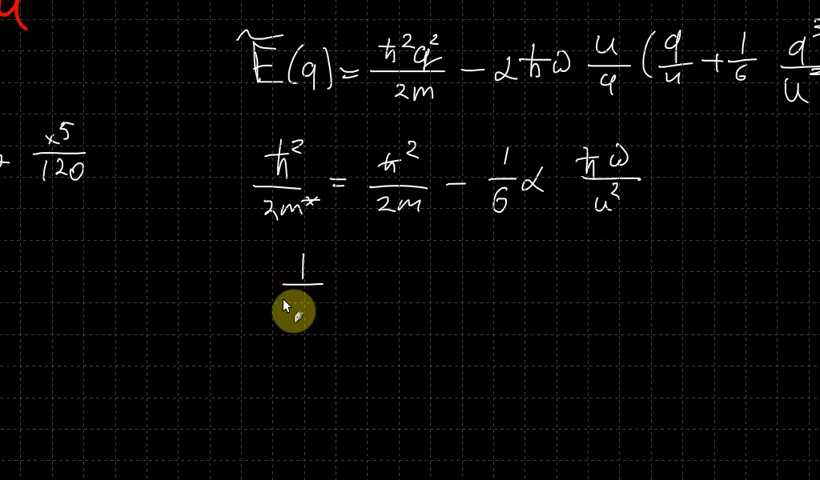 u
Ẽ(q) = ℏ²q²/2m − αℏω u/q (q/u + 1/6 q³/u³
x⁵/120
ℏ²/2m* = ℏ²/2m − 1/6 α ℏω/u²
1/